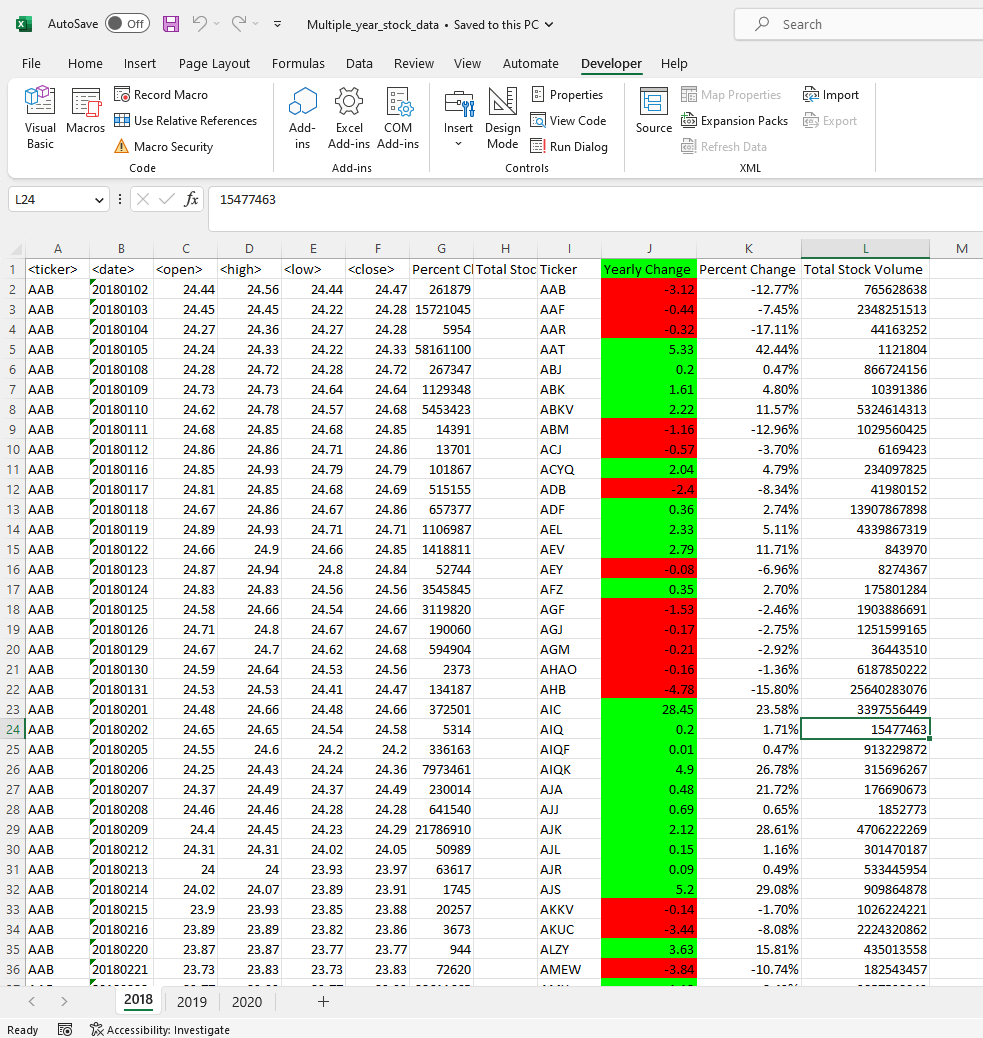 AutoSave Off Multiple_year_stock_data • Saved to this PC Search
File Home Insert Page Layout Formulas Data Review View Automate Developer Help
Visual Basic
Macros
Record Macro
Use Relative References
Macro Security
Code
Add-ins
Excel Add-ins
COM Add-ins
Add-ins
Insert
Design Mode
Properties
View Code
Run Dialog
Controls
Source
Map Properties
Expansion Packs
Refresh Data
Import
Export
XML
L24 fx 15477463
A B C D E F G H I J K L M
1 <ticker> <date> <open> <high> <low> <close> Percent Cl Total Stoc Ticker Yearly Change Percent Change Total Stock Volume
2 AAB 20180102 24.44 24.56 24.44 24.47 261879 AAB -3.12 -12.77% 765628638
3 AAB 20180103 24.45 24.45 24.22 24.28 15721045 AAF -0.44 -7.45% 2348251513
4 AAB 20180104 24.27 24.36 24.27 24.28 5954 AAR -0.32 -17.11% 44163252
5 AAB 20180105 24.24 24.33 24.22 24.33 58161100 AAT 5.33 42.44% 1121804
6 AAB 20180108 24.28 24.72 24.28 24.72 267347 ABJ 0.2 0.47% 866724156
7 AAB 20180109 24.73 24.73 24.64 24.64 1129348 ABK 1.61 4.80% 10391386
8 AAB 20180110 24.62 24.78 24.57 24.68 5453423 ABKV 2.22 11.57% 5324614313
9 AAB 20180111 24.68 24.85 24.68 24.85 14391 ABM -1.16 -12.96% 1029560425
10 AAB 20180112 24.86 24.86 24.71 24.86 13701 ACJ -0.57 -3.70% 6169423
11 AAB 20180116 24.85 24.93 24.79 24.79 101867 ACYQ 2.04 4.79% 234097825
12 AAB 20180117 24.81 24.85 24.68 24.69 515155 ADB -2.4 -8.34% 41980152
13 AAB 20180118 24.67 24.86 24.67 24.86 657377 ADF 0.36 2.74% 13907867898
14 AAB 20180119 24.89 24.93 24.71 24.71 1106987 AEL 2.33 5.11% 4339867319
15 AAB 20180122 24.66 24.9 24.66 24.85 1418811 AEV 2.79 11.71% 843970
16 AAB 20180123 24.87 24.94 24.8 24.84 52744 AEY -0.08 -6.96% 8274367
17 AAB 20180124 24.83 24.83 24.56 24.56 3545845 AFZ 0.35 2.70% 175801284
18 AAB 20180125 24.58 24.66 24.54 24.66 3119820 AGF -1.53 -2.46% 1903886691
19 AAB 20180126 24.71 24.8 24.67 24.67 190060 AGJ -0.17 -2.75% 1251599165
20 AAB 20180129 24.67 24.7 24.62 24.68 594904 AGM -0.21 -2.92% 36443510
21 AAB 20180130 24.59 24.64 24.53 24.56 2373 AHAO -0.16 -1.36% 6187850222
22 AAB 20180131 24.53 24.53 24.41 24.47 134187 AHB -4.78 -15.80% 25640283076
23 AAB 20180201 24.48 24.66 24.48 24.66 372501 AIC 28.45 23.58% 3397556449
24 AAB 20180202 24.65 24.65 24.54 24.58 5314 AIQ 0.2 1.71% 15477463
25 AAB 20180205 24.55 24.6 24.2 24.2 336163 AIQF 0.01 0.47% 913229872
26 AAB 20180206 24.25 24.43 24.24 24.36 7973461 AIQK 4.9 26.78% 315696267
27 AAB 20180207 24.37 24.49 24.37 24.49 230014 AJA 0.48 21.72% 176690673
28 AAB 20180208 24.46 24.46 24.28 24.28 641540 AJJ 0.69 0.65% 1852773
29 AAB 20180209 24.4 24.45 24.23 24.29 21786910 AJK 2.12 28.61% 4706222269
30 AAB 20180212 24.31 24.31 24.02 24.05 50989 AJL 0.15 1.16% 301470187
31 AAB 20180213 24 24 23.93 23.97 63617 AJR 0.09 0.49% 533445954
32 AAB 20180214 24.02 24.07 23.89 23.91 1745 AJS 5.2 29.08% 909864878
33 AAB 20180215 23.9 23.93 23.85 23.88 20257 AKKV -0.14 -1.70% 1026224221
34 AAB 20180216 23.89 23.89 23.82 23.86 3673 AKUC -3.44 -8.08% 2224320862
35 AAB 20180220 23.87 23.87 23.77 23.77 944 ALZY 3.63 15.81% 435013558
36 AAB 20180221 23.73 23.83 23.73 23.83 72620 AMEW -3.84 -10.74% 182543457
2018 2019 2020 +
Ready Accessibility: Investigate